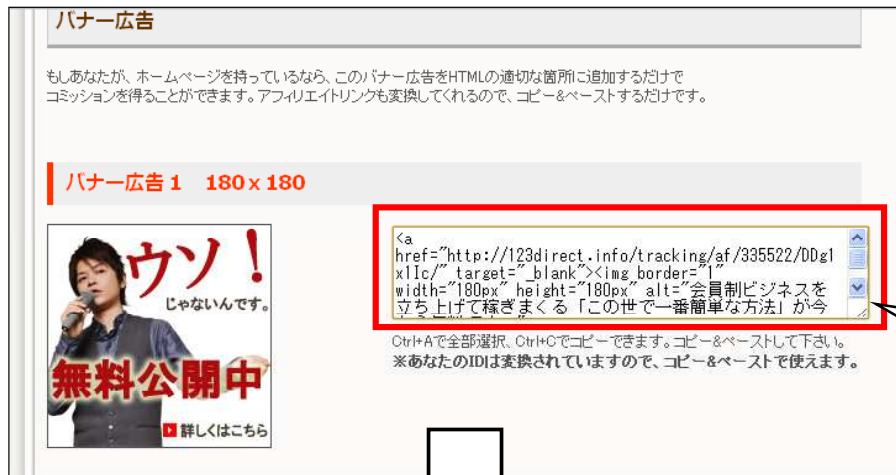 バナー広告
もしあなたが、ホームページを持っているなら、このバナー広告をHTMLの適切な箇所に追加するだけで
コミッションを得ることができます。アフィリエイトリンクも変換してくれるので、コピー&ペーストするだけです。
バナー広告1 180×180
ウソ!
じゃないんです。
無料公開中
詳しくはこちら
<a
href="http://123direct.info/tracking/af/335522/DDg1
x1Ic/" target="_blank"><img border="1"
width="180px" height="180px" alt="会員制ビジネスを
立ち上げて稼ぎまくる「この世で一番簡単な方法」が今
Ctrl+Aで全部選択、Ctrl+Cでコピーできます。コピー&ペーストして下さい。
※あなたのIDは変換されていますので、コピー&ペーストで使えます。